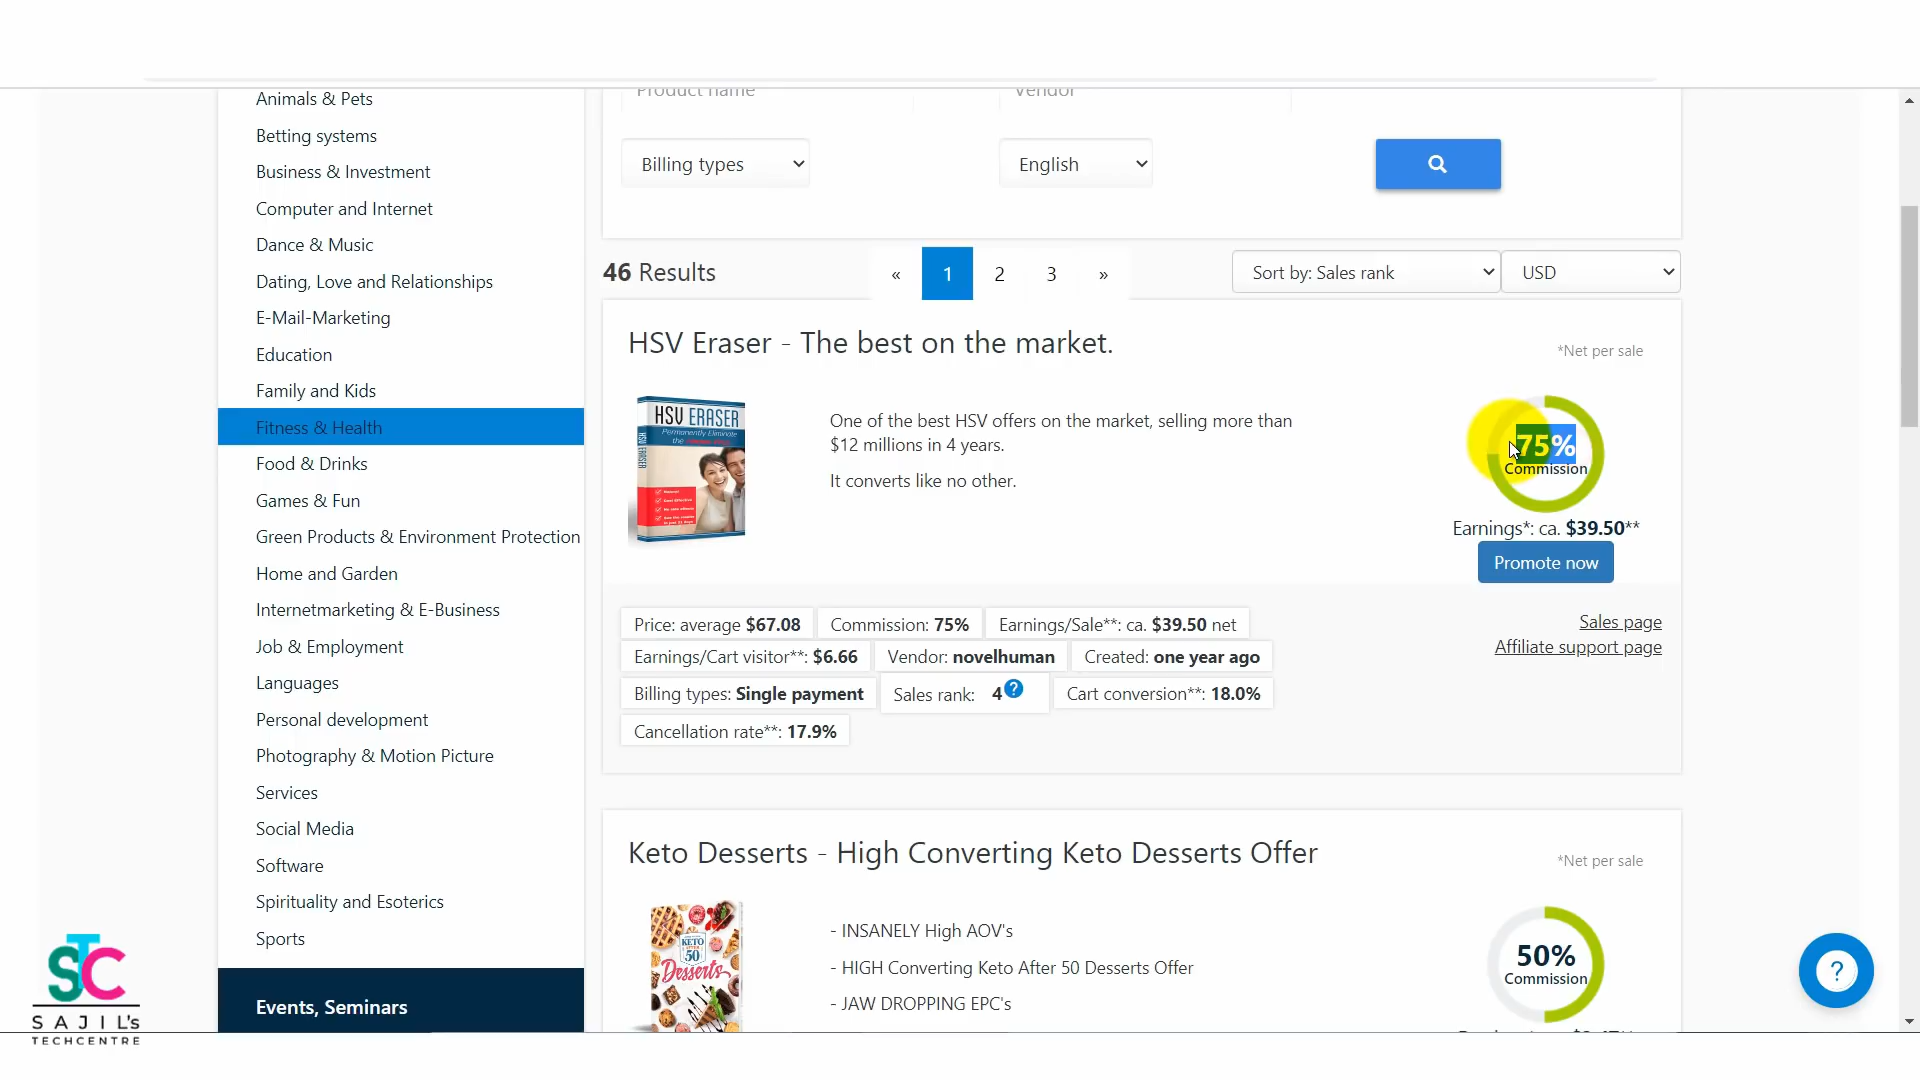 Product name
Vendor
Animals & Pets
Betting systems
Business & Investment
Computer and Internet
Dance & Music
Dating, Love and Relationships
E-Mail-Marketing
Education
Family and Kids
Fitness & Health
Food & Drinks
Games & Fun
Green Products & Environment Protection
Home and Garden
Internetmarketing & E-Business
Job & Employment
Languages
Personal development
Photography & Motion Picture
Services
Social Media
Software
Spirituality and Esoterics
Sports
Events, Seminars
Billing types
English
46 Results
« 1 2 3 »
Sort by: Sales rank
USD
HSV Eraser - The best on the market.
*Net per sale
HSV ERASER
Permanently Eliminate
One of the best HSV offers on the market, selling more than
$12 millions in 4 years.
It converts like no other.
75%
Commission
Earnings*: ca. $39.50**
Promote now
Price: average $67.08
Commission: 75%
Earnings/Sale**: ca. $39.50 net
Earnings/Cart visitor**: $6.66
Vendor: novelhuman
Created: one year ago
Billing types: Single payment
Sales rank: 4 ?
Cart conversion**: 18.0%
Cancellation rate**: 17.9%
Sales page
Affiliate support page
Keto Desserts - High Converting Keto Desserts Offer
*Net per sale
KETO
AFTER
50
Desserts
- INSANELY High AOV's
- HIGH Converting Keto After 50 Desserts Offer
- JAW DROPPING EPC's
50%
Commission
?
STC
SAJIL's
TECHCENTRE